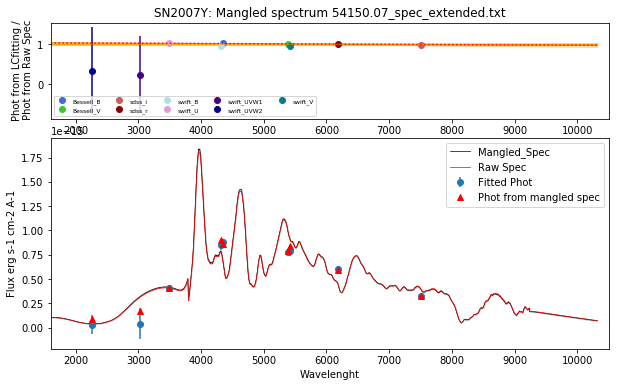 SN2007Y: Mangled spectrum 54150.07_spec_extended.txt
Phot from LCfitting /
Phot from Raw Spec
1
0
Bessell_B
sdss_i
swift_B
swift_UVW1
swift_V
Bessell_V
sdss_r
swift_U
swift_UVW2
2000 3000 4000 5000 6000 7000 8000 9000 10000
Flux erg s-1 cm-2 A-1
1.75
1.50
1.25
1.00
0.75
0.50
0.25
0.00
Mangled_Spec
Raw Spec
Fitted Phot
Phot from mangled spec
2000 3000 4000 5000 6000 7000 8000 9000 10000
Wavelenght